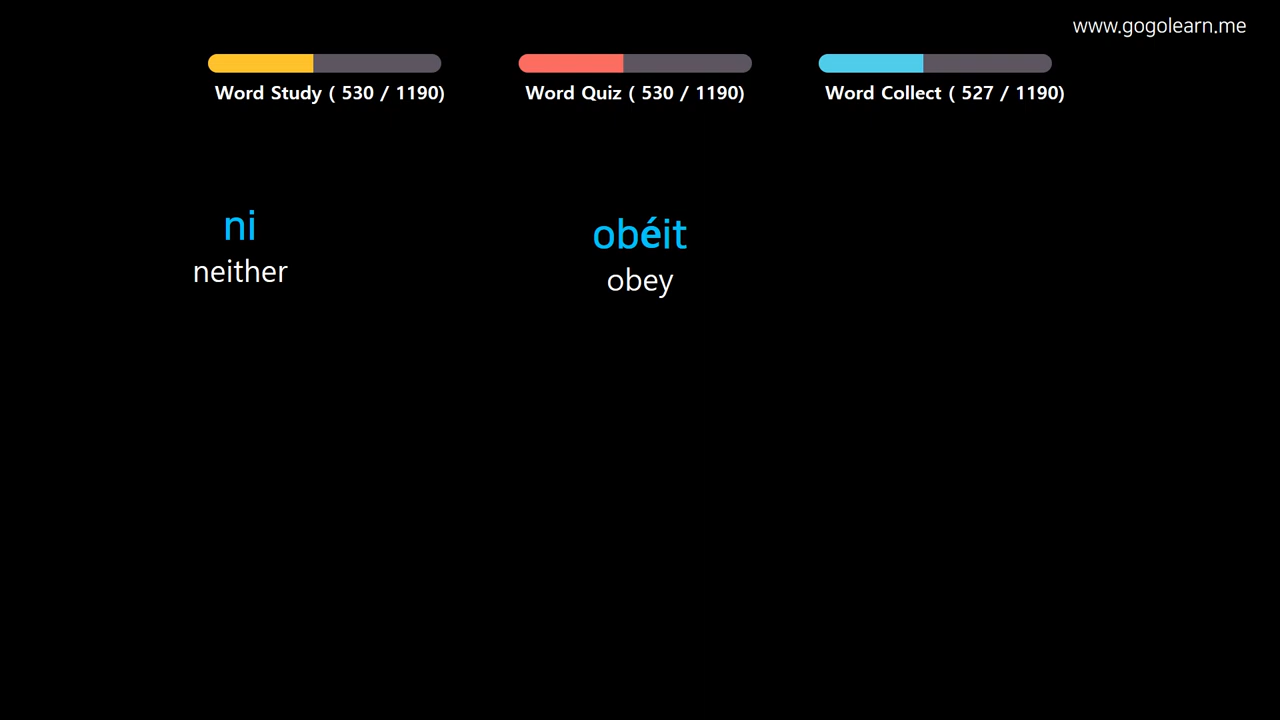 www.gogolearn.me
Word Study ( 530 / 1190)
Word Quiz ( 530 / 1190)
Word Collect ( 527 / 1190)
ni
neither
obéit
obey